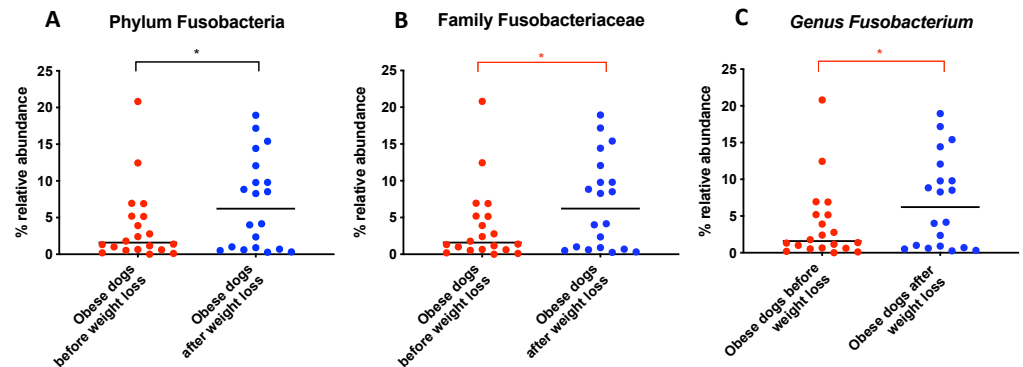 A
Phylum Fusobacteria
*
% relative abundance
25
20
15
10
5
0
Obese dogs
before weight loss
Obese dogs
after weight loss
B
Family Fusobacteriaceae
*
% relative abundance
25
20
15
10
5
0
Obese dogs
before weight loss
Obese dogs
after weight loss
C
Genus Fusobacterium
*
% relative abundance
25
20
15
10
5
0
Obese dogs before
weight loss
Obese dogs after
weight loss